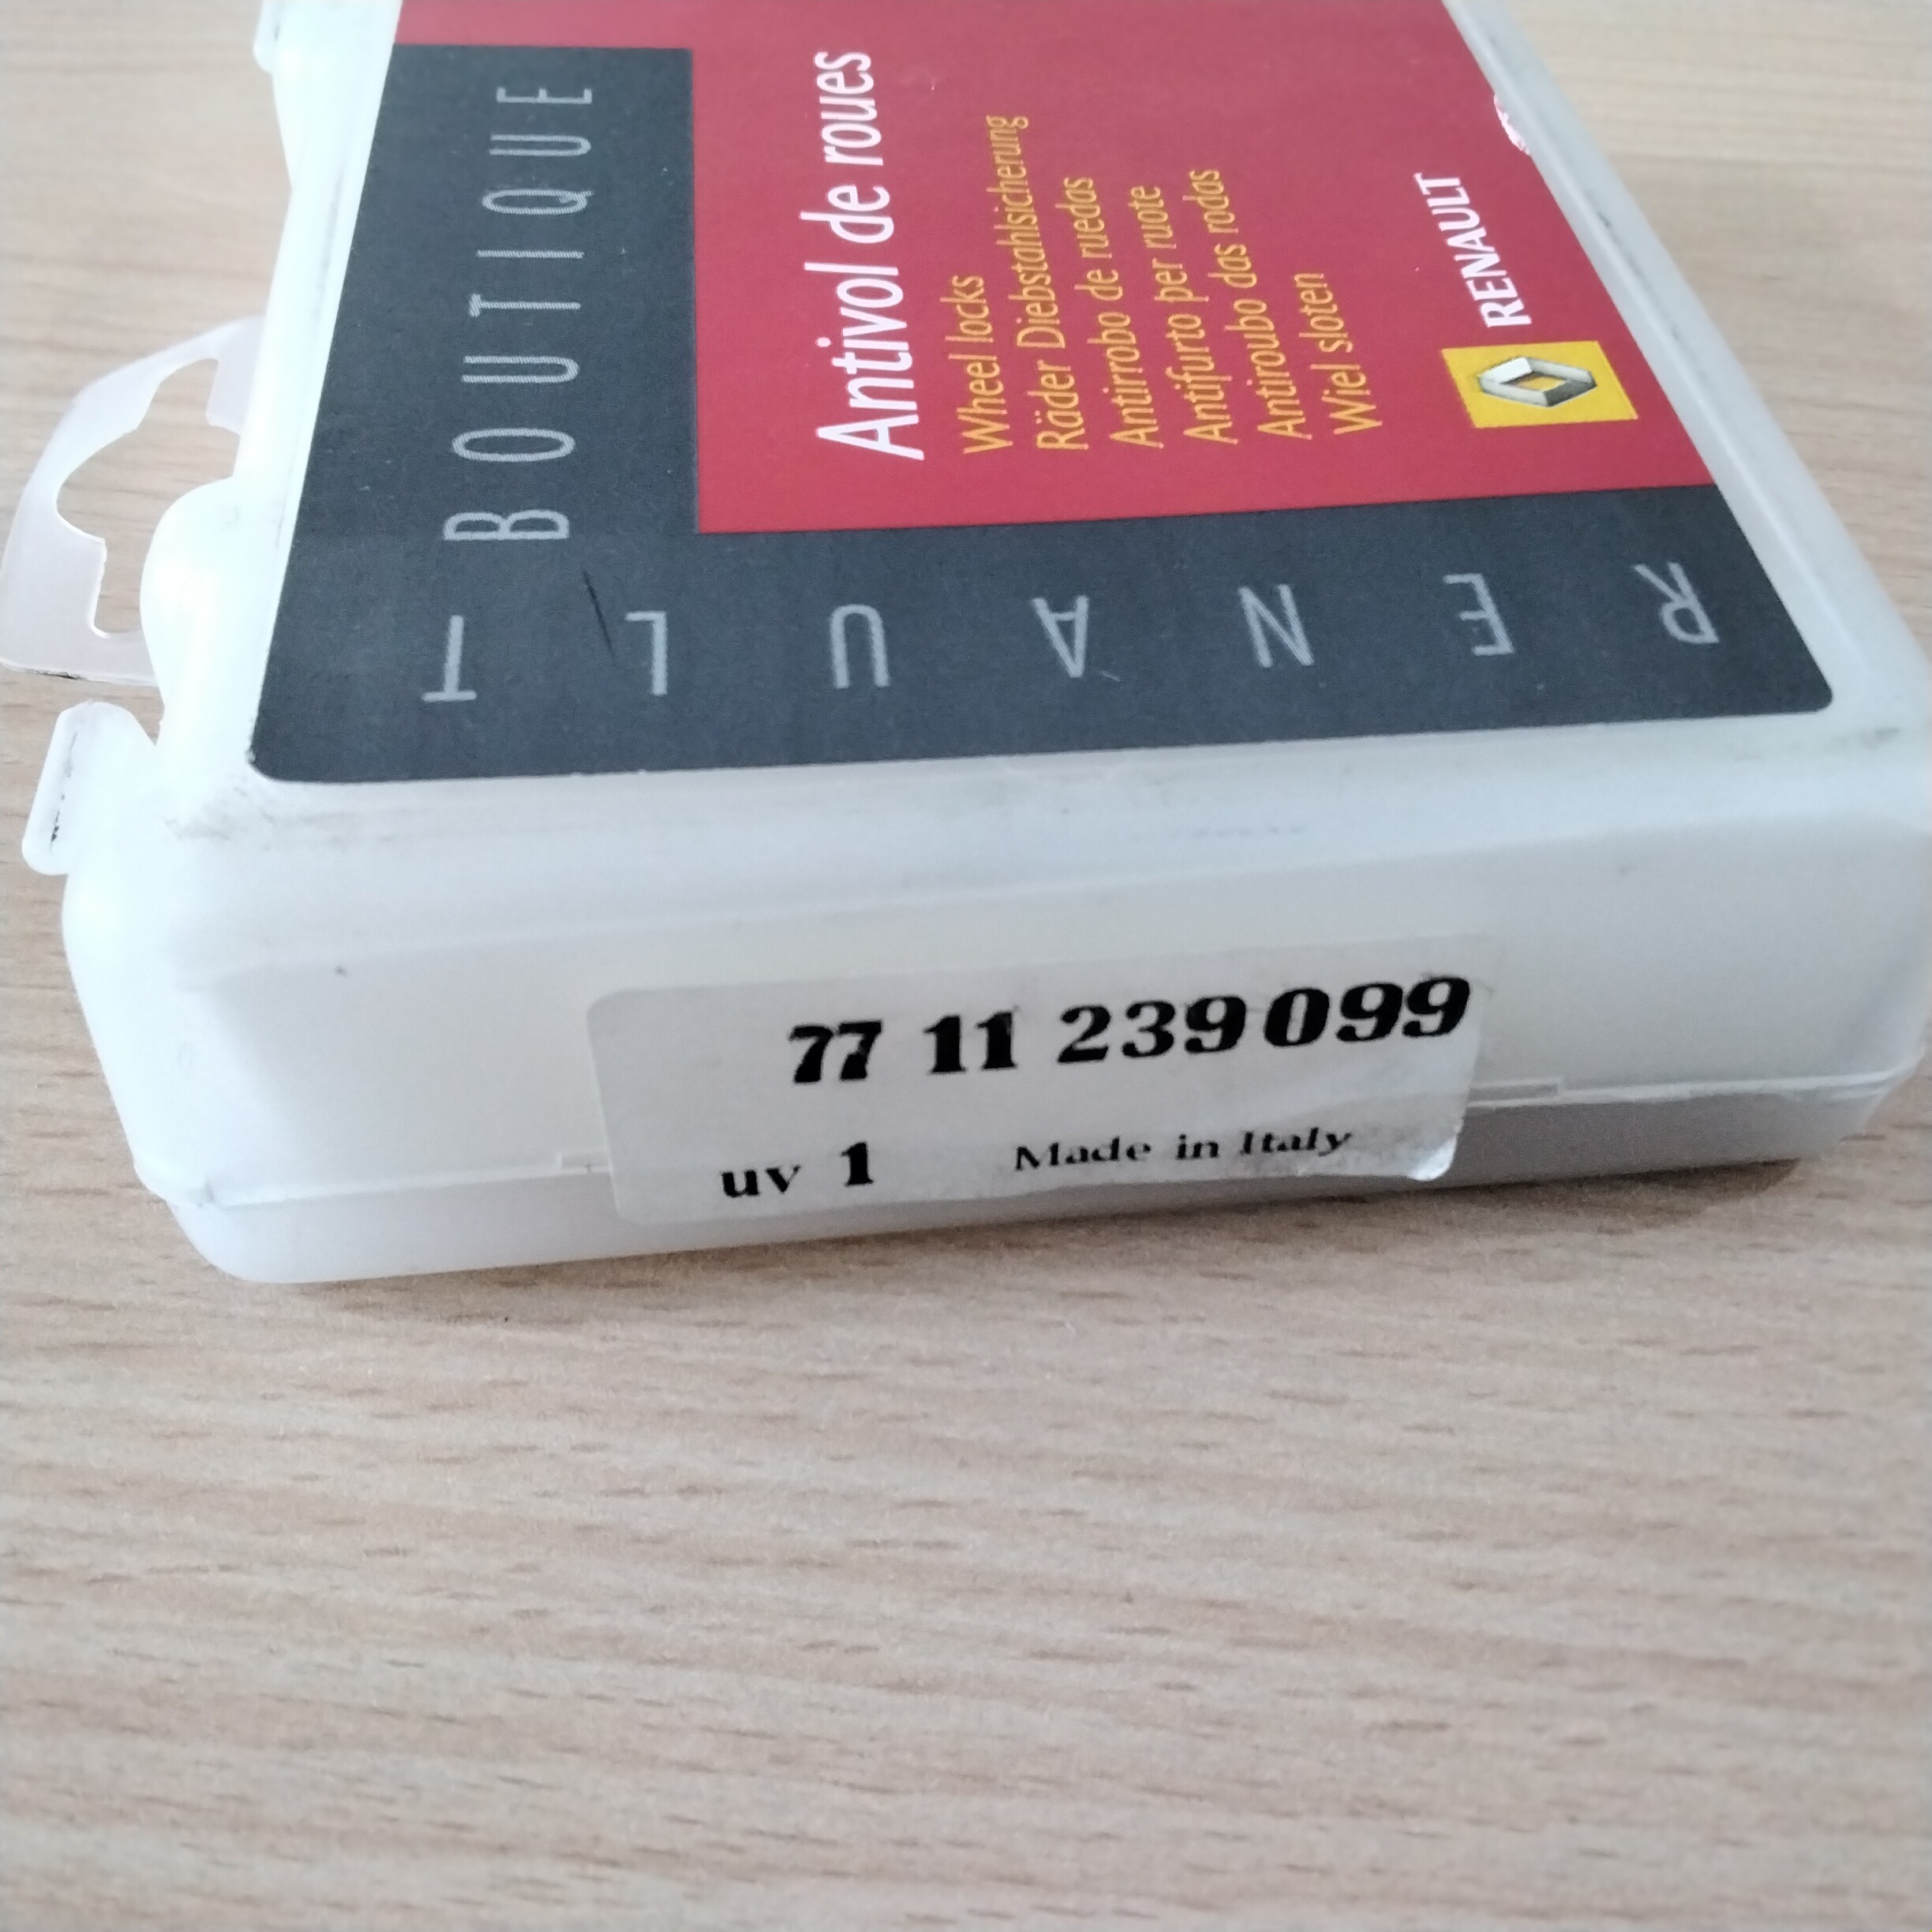 RENAULT
BOUTIQUE
Antivol de roues
Wheel locks
Räder Diebstahlsicherung
Antirrobo de ruedas
Antifurto per ruote
Antiroubo das rodas
Wiel sloten
RENAULT
77 11 239 099
uv 1 Made in Italy